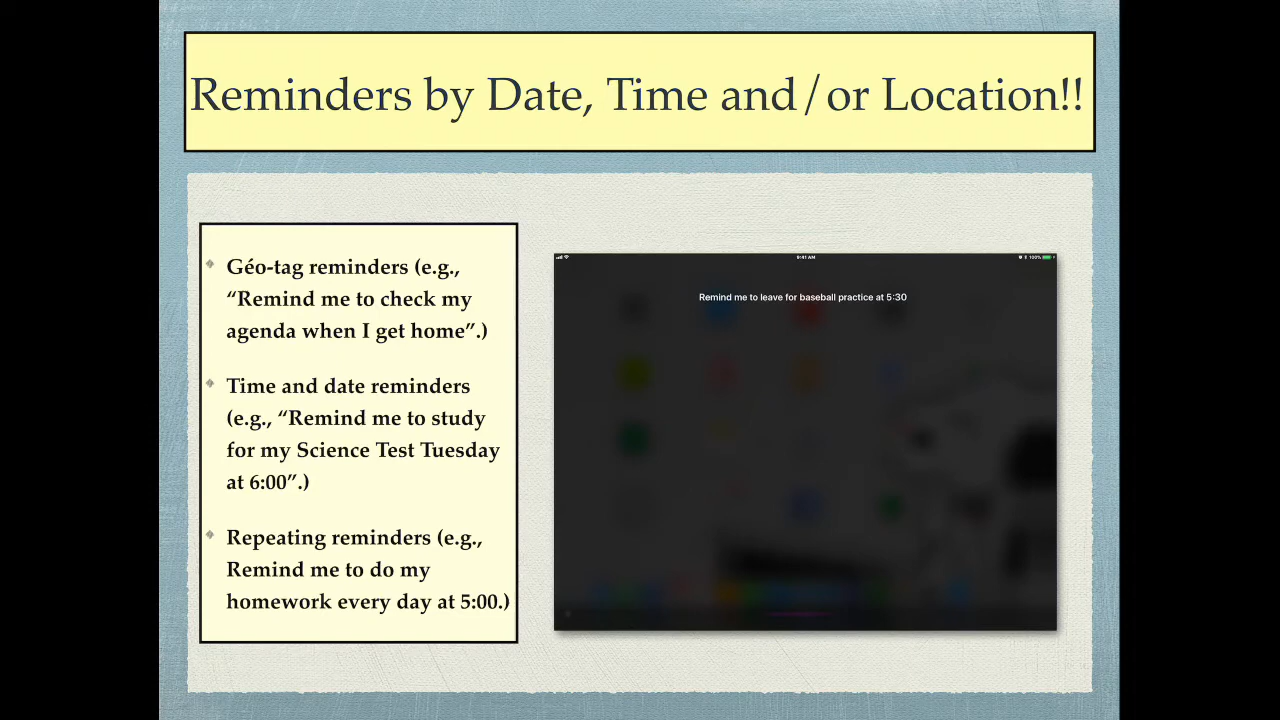 Reminders by Date, Time and/or Location!!
Géo-tag reminders (e.g.,
“Remind me to check my
agenda when I get home”.)
Time and date reminders
(e.g., “Remind me to study
for my Science Test Tuesday
at 6:00”.)
Repeating reminders (e.g.,
Remind me to do my
homework every day at 5:00.)
9:41 AM
100%
Remind me to leave for baseball practice at 5:30